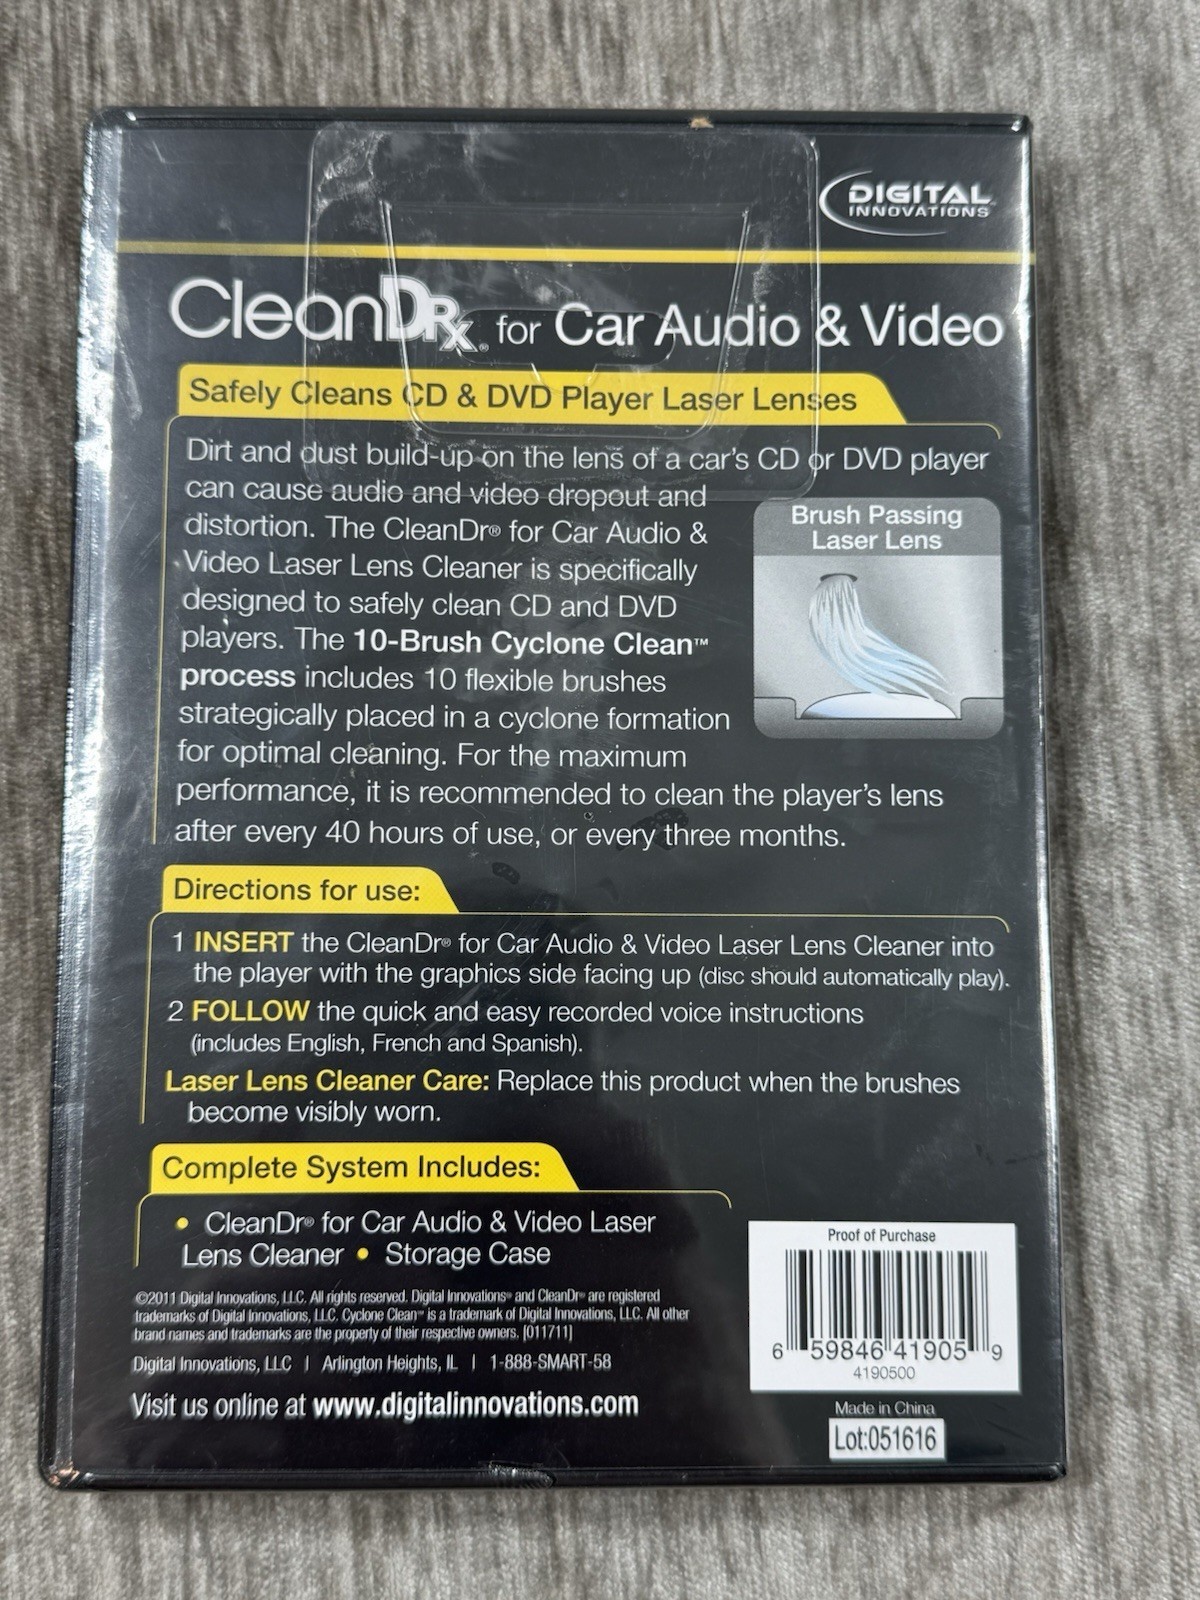 DIGITAL
INNOVATIONS
CleanDRx® for Car Audio & Video
Safely Cleans CD & DVD Player Laser Lenses
Dirt and dust build-up on the lens of a car's CD or DVD player
can cause audio and video dropout and
distortion. The CleanDr® for Car Audio &
Video Laser Lens Cleaner is specifically
designed to safely clean CD and DVD
players. The 10-Brush Cyclone Clean™
process includes 10 flexible brushes
strategically placed in a cyclone formation
for optimal cleaning. For the maximum
performance, it is recommended to clean the player's lens
after every 40 hours of use, or every three months.
Brush Passing
Laser Lens
Directions for use:
1 INSERT the CleanDr® for Car Audio & Video Laser Lens Cleaner into
the player with the graphics side facing up (disc should automatically play).
2 FOLLOW the quick and easy recorded voice instructions
(includes English, French and Spanish).
Laser Lens Cleaner Care: Replace this product when the brushes
become visibly worn.
Complete System Includes:
• CleanDr® for Car Audio & Video Laser
Lens Cleaner • Storage Case
©2011 Digital Innovations, LLC. All rights reserved. Digital Innovations® and CleanDr® are registered
trademarks of Digital Innovations, LLC. Cyclone Clean™ is a trademark of Digital Innovations, LLC. All other
brand names and trademarks are the property of their respective owners. [011711]
Digital Innovations, LLC | Arlington Heights, IL | 1-888-SMART-58
Visit us online at www.digitalinnovations.com
Proof of Purchase
6 59846 41905 9
4190500
Made in China
Lot:051616